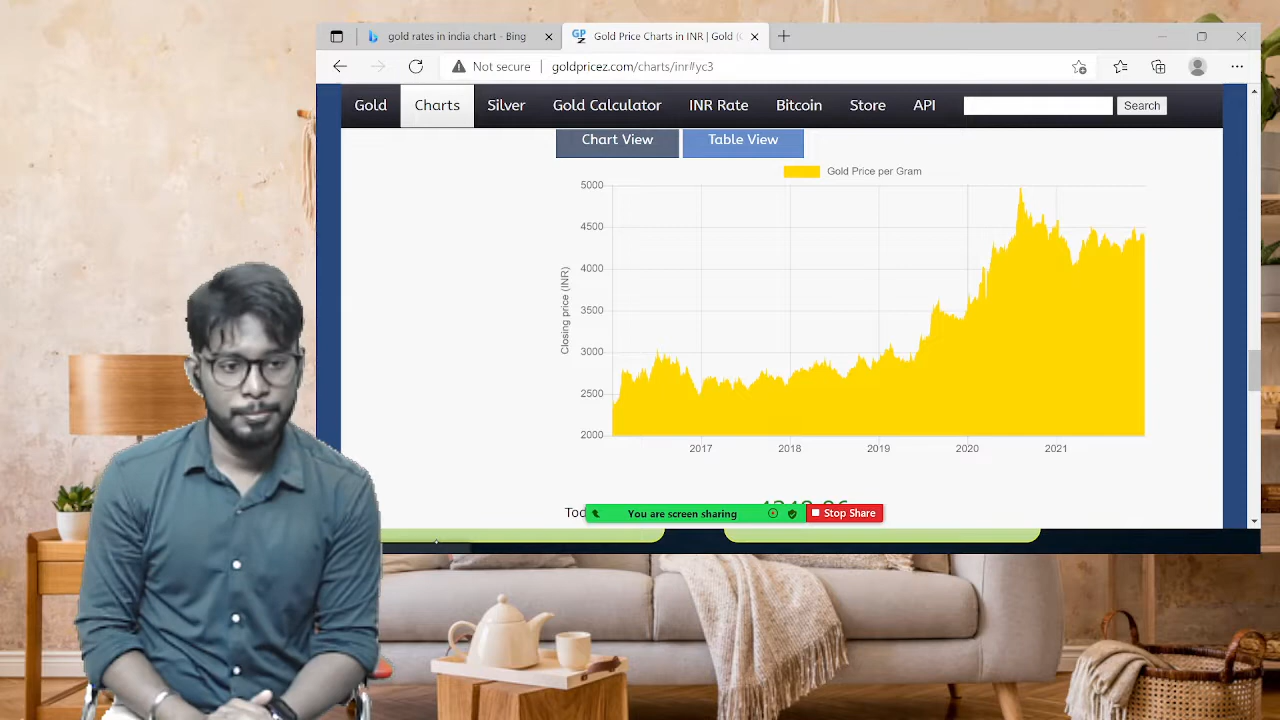 gold rates in india chart - Bing
Gold Price Charts in INR | Gold (
Not secure goldpricez.com/charts/inr#yc3
Gold Charts Silver Gold Calculator INR Rate Bitcoin Store API Search
Chart View Table View
Gold Price per Gram
5000
4500
4000
3500
3000
2500
2000
Closing price (INR)
2017 2018 2019 2020 2021
You are screen sharing Stop Share